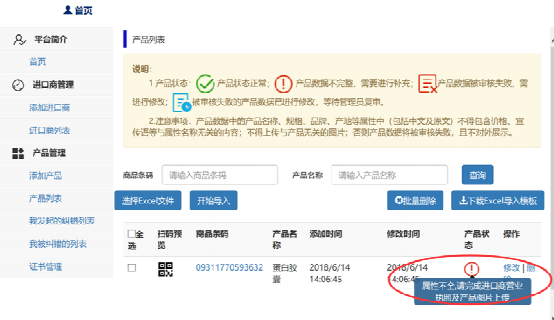 首页
平台简介
首页
进口商管理
添加进口商
进口商列表
产品管理
添加产品
产品列表
我发起的纠错列表
我被纠错的列表
证书管理
产品列表
说明：
1.产品状态：产品状态正常；产品数据不完整，需要进行补充；产品数据被审核失败，需
要进行修改；被审核失败的产品数据已进行修改，等待管理员复审。
2.注意事项：产品数据中的产品名称、规格、品牌、产地等属性中（包括中文及原文）不得包含价格、宣
传语等与属性名称无关的内容；不得上传与产品无关的图片；否则产品数据将被审核失败，且不对外展示。
商品条码 请输入商品条码 产品名称 请输入产品名称 查询
选择Excel文件 开始导入 批量删除 下载Excel导入模板
全选 扫码预览 商品条码 产品名称 添加时间 修改时间 产品状态 操作
09311770593632 蛋白胶囊 2018/6/14 14:06:45 2018/6/14 14:06:45 修改 | 删
属性不全,请完成进口商营业
执照及产品图片上传